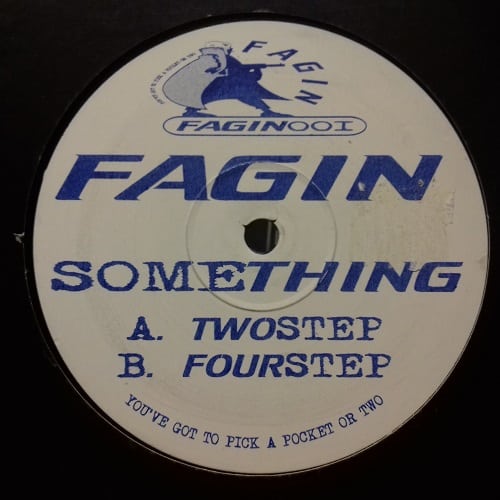 FAGIN
FAGIN001
FAGIN
SOMETHING
A. TWOSTEP
B. FOURSTEP
YOU'VE GOT TO PICK A POCKET OR TWO